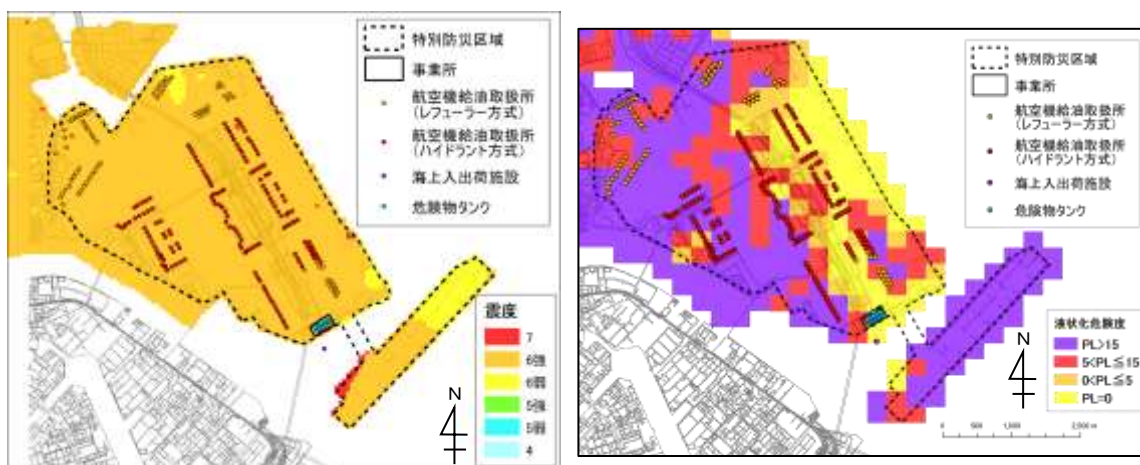 特別防災区域
事業所
航空機給油取扱所
(レフューラー方式)
航空機給油取扱所
(ハイドラント方式)
海上入出荷施設
危険物タンク
震度
7
6強
6弱
5強
5弱
4
N
特別防災区域
事業所
航空機給油取扱所
(レフューラー方式)
航空機給油取扱所
(ハイドラント方式)
海上入出荷施設
危険物タンク
液状化危険度
PL>15
5<PL≦15
0<PL≦5
PL=0
N
0 500 1,000 2,000 m